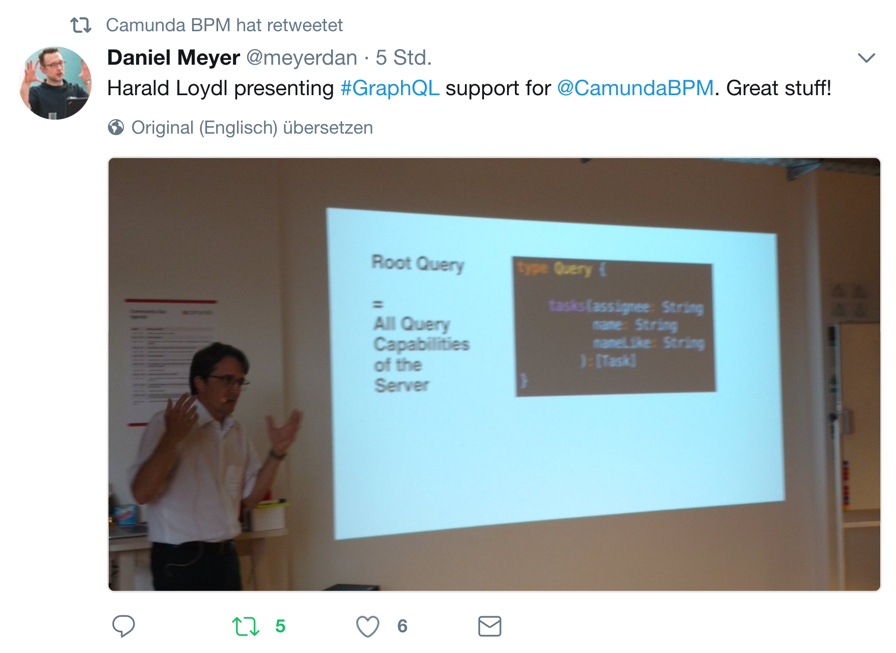 Camunda BPM hat retweetet
Daniel Meyer @meyerdan · 5 Std.
Harald Loydl presenting #GraphQL support for @CamundaBPM. Great stuff!
Original (Englisch) übersetzen
Root Query
=
All Query
Capabilities
of the
Server
type Query {
tasks(assignee: String
name: String
nameLike: String
):[Task]
}
5
6